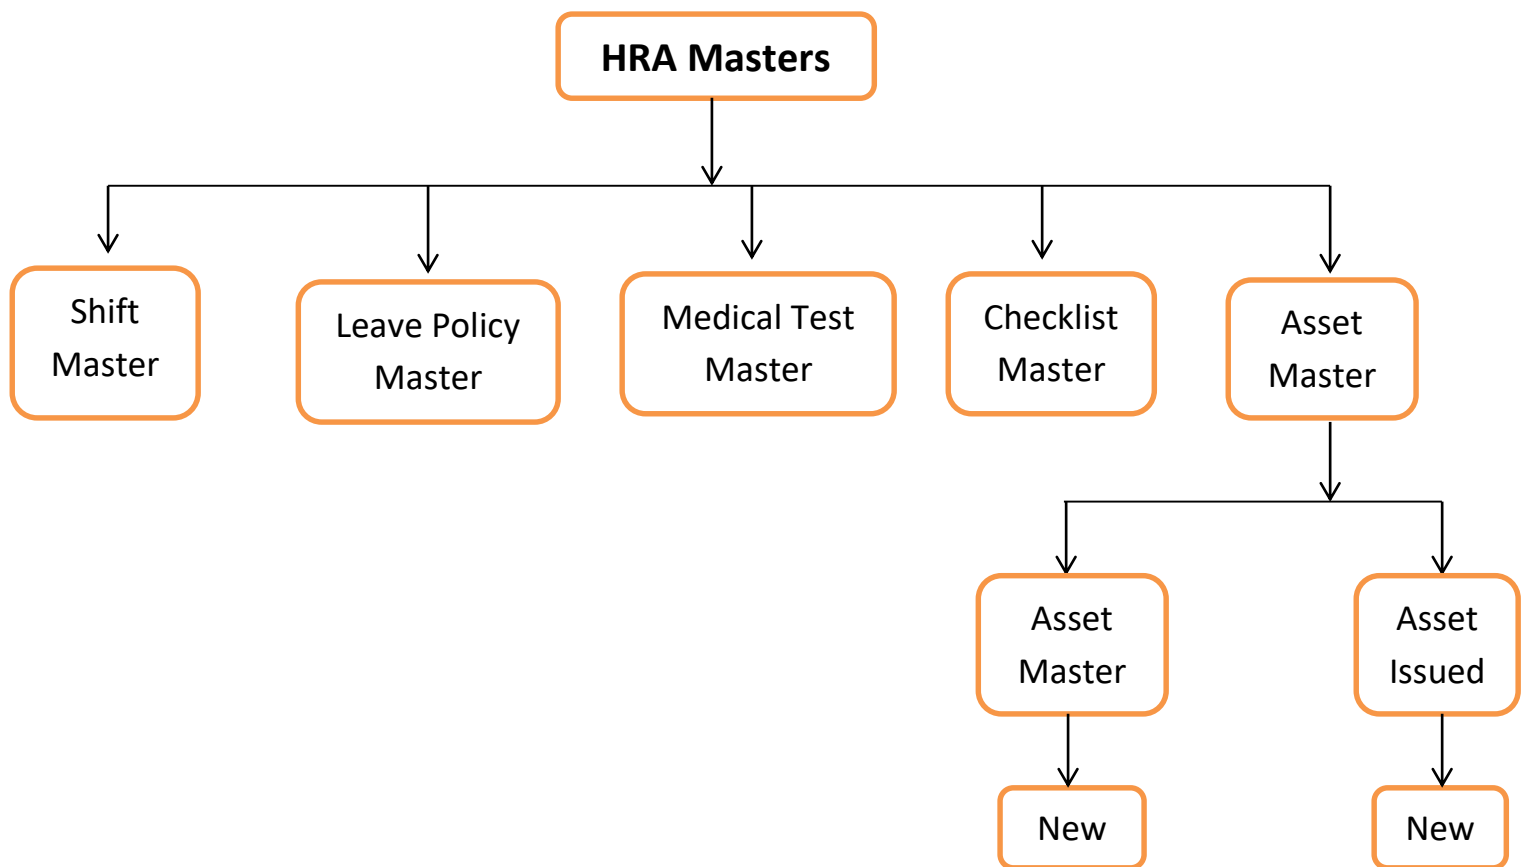 HRA Masters
Shift
Master
Leave Policy
Master
Medical Test
Master
Checklist
Master
Asset
Master
Asset
Master
Asset
Issued
New
New